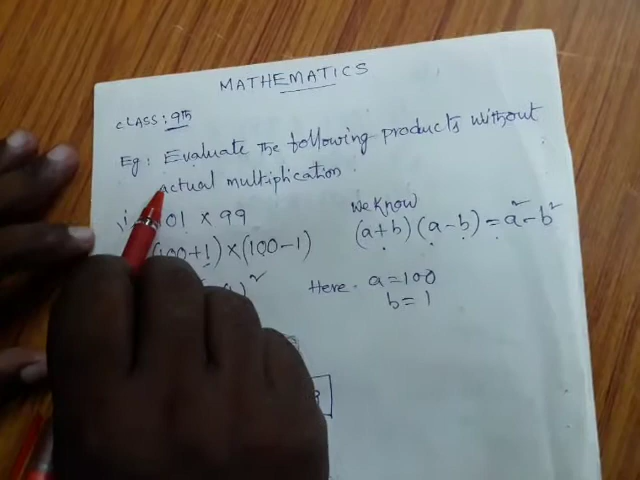 MATHEMATICS
CLASS: 9th
Eg: Evaluate the following products without
actual multiplication.
01 × 99
(100+1) × (100-1)
We know
(a+b) (a-b) = a² - b²
Here. a = 100
b = 1